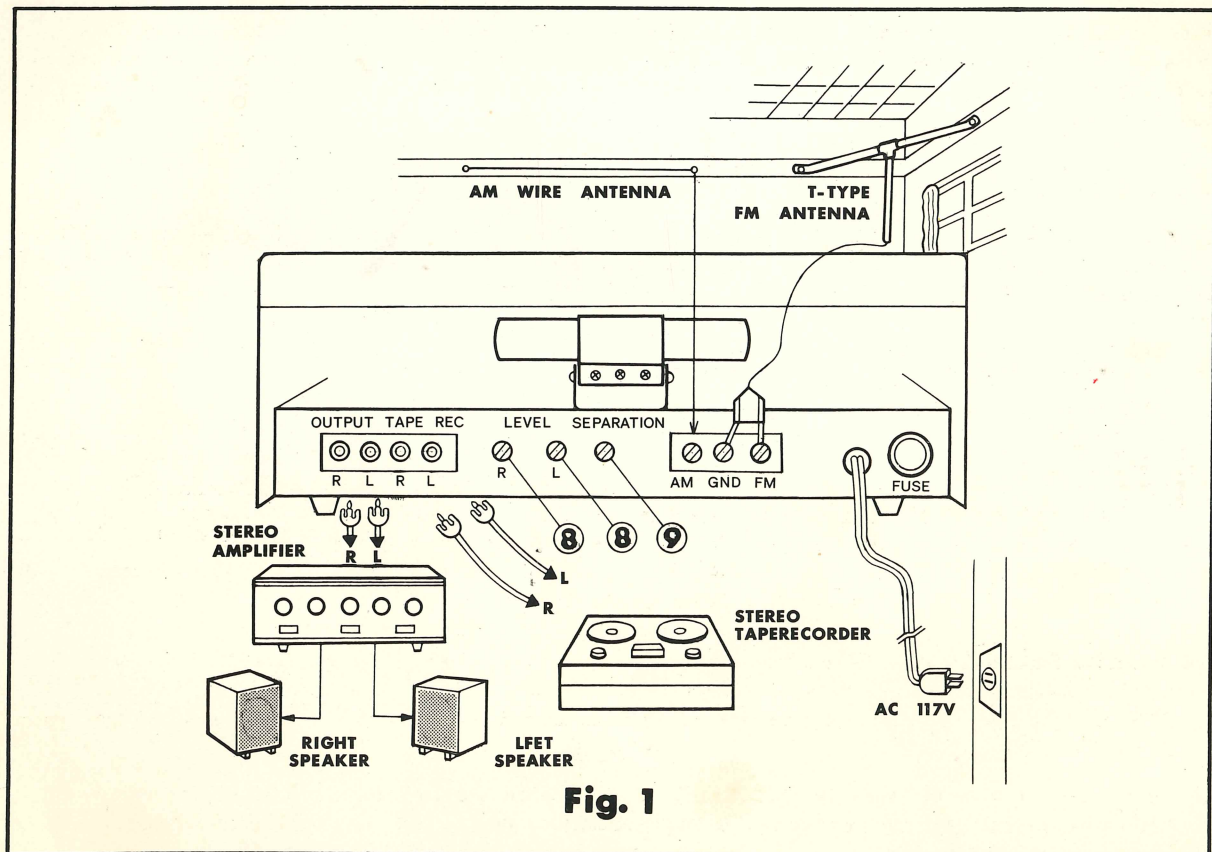 AM WIRE ANTENNA
T-TYPE
FM ANTENNA
OUTPUT TAPE REC
LEVEL SEPARATION
R L R L
R L
AM GND FM
FUSE
8 8 9
STEREO
AMPLIFIER
R L
L
R
STEREO
TAPERECORDER
AC 117V
RIGHT
SPEAKER
LFET
SPEAKER
Fig. 1